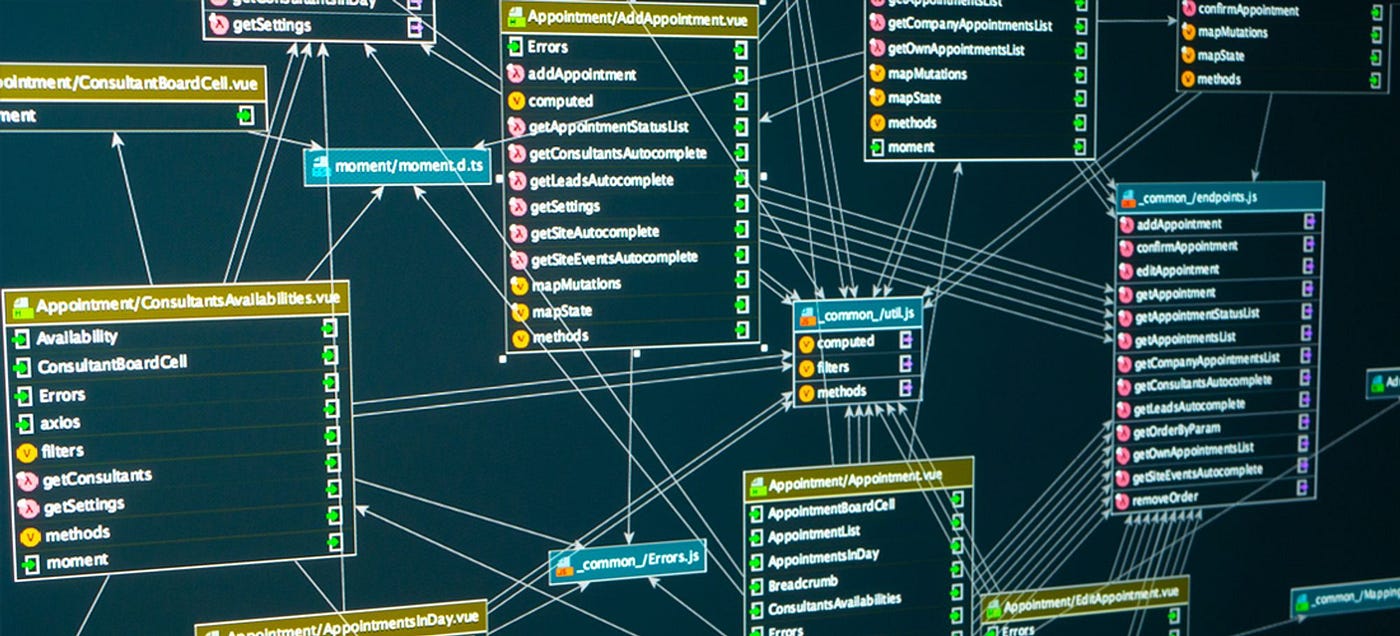 getConsultantsInDay
getSettings
ointment/ConsultantBoardCell.vue
ment
moment/moment.d.ts
Appointment/AddAppointment.vue
Errors
addAppointment
computed
getAppointmentStatusList
getConsultantsAutocomplete
getLeadsAutocomplete
getSettings
getSiteAutocomplete
getSiteEventsAutocomplete
mapMutations
mapState
methods
getCompanyAppointmentsList
getOwnAppointmentsList
mapMutations
mapState
methods
moment
confirmAppointment
mapMutations
mapState
methods
_common_/endpoints.js
addAppointment
confirmAppointment
editAppointment
getAppointment
getAppointmentStatusList
getAppointmentsList
getCompanyAppointmentsList
getConsultantsAutocomplete
getLeadsAutocomplete
getOrderByParam
getOwnAppointmentsList
getSiteEventsAutocomplete
removeOrder
Appointment/ConsultantsAvailabilities.vue
Availability
ConsultantBoardCell
Errors
axios
filters
getConsultants
getSettings
methods
moment
_common_/util.js
computed
filters
methods
Appointment/Appointment.vue
AppointmentBoardCell
AppointmentList
AppointmentsInDay
Breadcrumb
ConsultantsAvailabilities
Errors
_common_/Errors.js
Appointment/AppointmentsInDay.vue
Appointment/EditAppointment.vue
Errors
Ad
_common_/Mapping